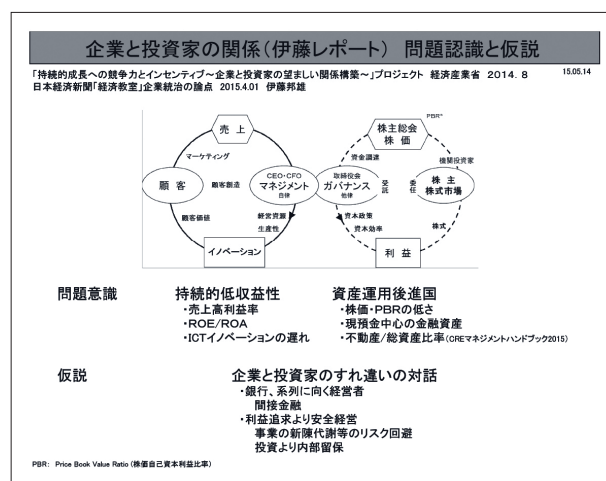 企業と投資家の関係(伊藤レポート) 問題認識と仮説
「持続的成長への競争力とインセンティブ～企業と投資家の望ましい関係構築～」プロジェクト 経済産業省 2014.8
15.05.14
日本経済新聞「経済教室」企業統治の論点 2015.4.01 伊藤邦雄
PBR*
売上
株主総会
株価
マーケティング
資金調達
機関投資家
顧客
顧客創造
CEO・CFO
マネジメント
自律
取締役会
ガバナンス
他律
受託
委任
株主
株式市場
顧客価値
経営資源
生産性
資本政策
資本効率
株式
イノベーション
利益
問題意識
持続的低収益性
・売上高利益率
・ROE/ROA
・ICTイノベーションの遅れ
資産運用後進国
・株価・PBRの低さ
・現預金中心の金融資産
・不動産/総資産比率(CREマネジメントハンドブック2015)
仮説
企業と投資家のすれ違いの対話
・銀行、系列に向く経営者
間接金融
・利益追求より安全経営
事業の新陳代謝等のリスク回避
投資より内部留保
PBR: Price Book Value Ratio (株価自己資本利益比率)